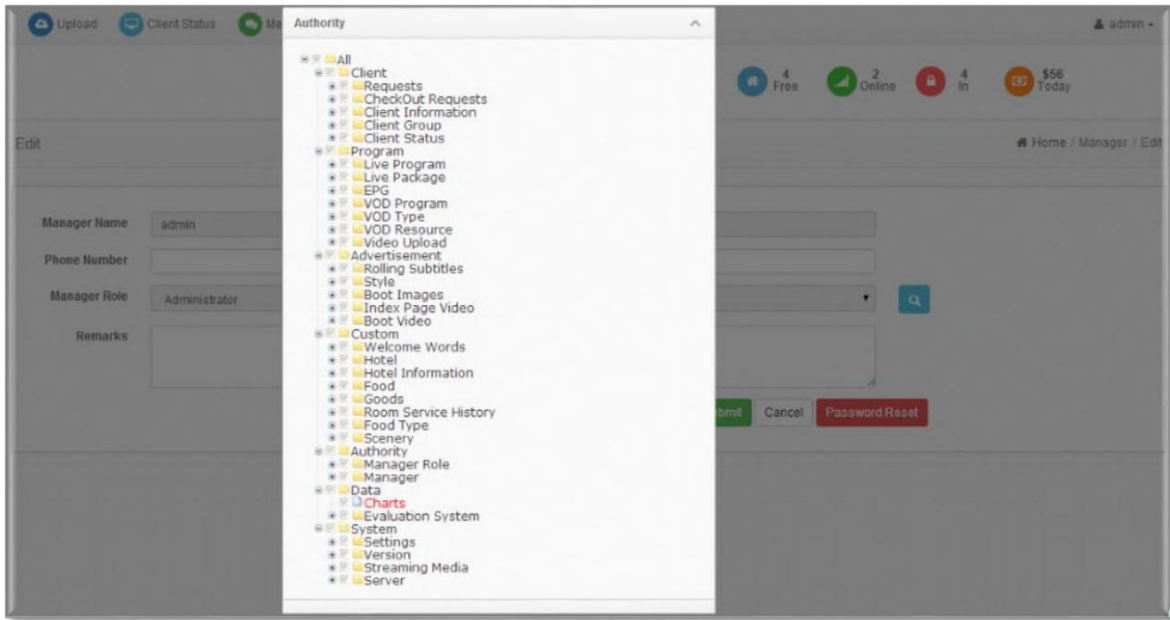 Upload Client Status Me admin
Authority
4 Free 2 Online 4 In $56 Today
Edit
Home / Manager / Edit
All
Client
Requests
CheckOut Requests
Client Information
Client Group
Client Status
Program
Live Program
Live Package
EPG
VOD Program
VOD Type
VOD Resource
Video Upload
Advertisement
Rolling Subtitles
Style
Boot Images
Index Page Video
Boot Video
Custom
Welcome Words
Hotel
Hotel Information
Food
Goods
Room Service History
Food Type
Scenery
Authority
Manager Role
Manager
Data
Charts
Evaluation System
System
Settings
Version
Streaming Media
Server
Manager Name admin
Phone Number
Manager Role Administrator
Remarks
bmit Cancel Password Reset